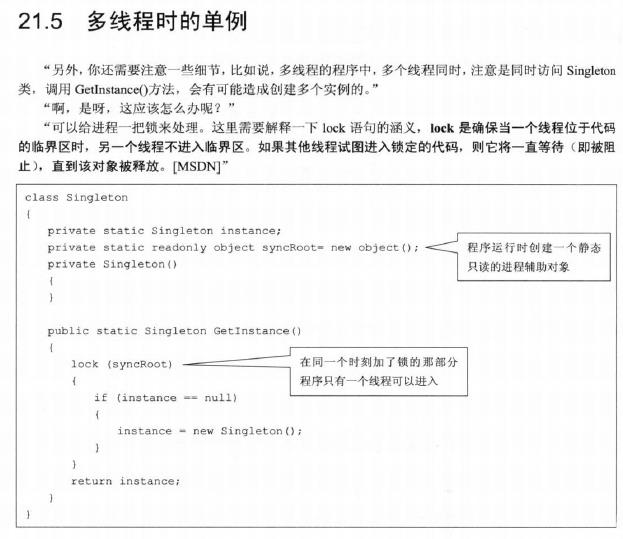 21.5 多线程时的单例
“另外，你还需要注意一些细节，比如说，多线程的程序中，多个线程同时，注意是同时访问 Singleton
类，调用 GetInstance()方法，会有可能造成创建多个实例的。”
“啊，是呀，这应该怎么办呢？”
“可以给进程一把锁来处理。这里需要解释一下 lock 语句的涵义，lock 是确保当一个线程位于代码
的临界区时，另一个线程不进入临界区。如果其他线程试图进入锁定的代码，则它将一直等待（即被阻
止），直到该对象被释放。[MSDN]”
class Singleton
{
private static Singleton instance;
private static readonly object syncRoot= new object();
程序运行时创建一个静态
只读的进程辅助对象
private Singleton()
{
}
public static Singleton GetInstance()
{
lock (syncRoot)
在同一个时刻加了锁的那部分
程序只有一个线程可以进入
{
if (instance == null)
{
instance = new Singleton();
}
}
return instance;
}
}